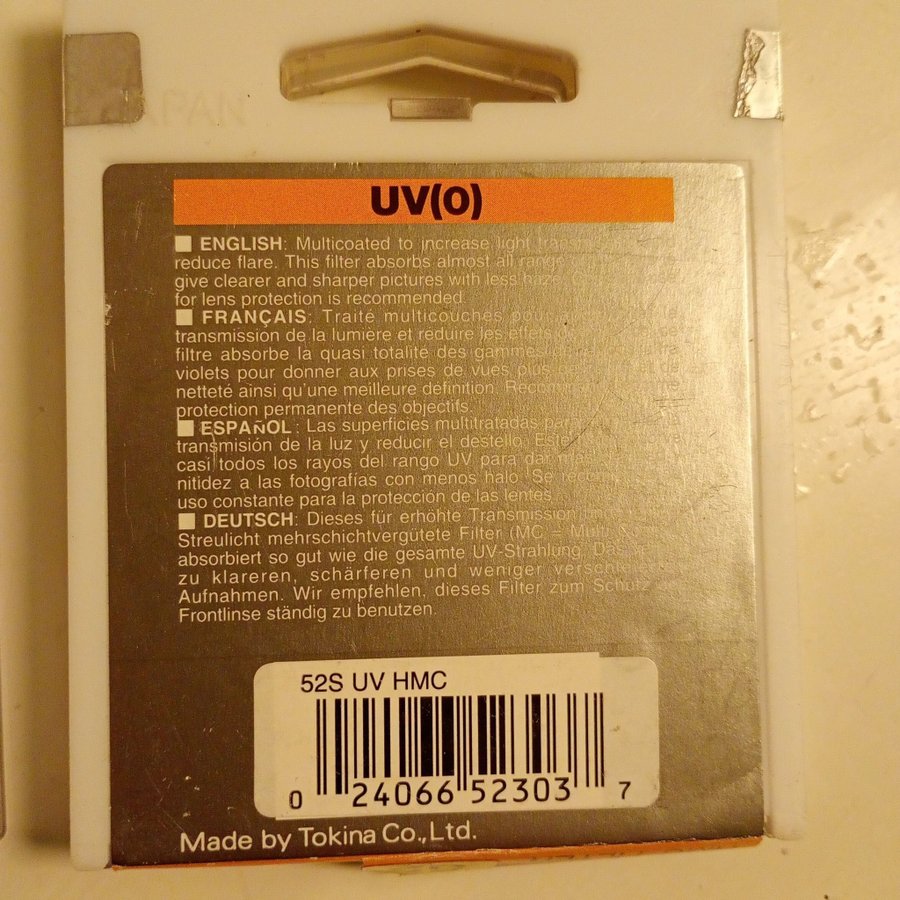 JAPAN
UV(0)
ENGLISH: Multicoated to increase light
reduce flare. This filter absorbs almost all
give clearer and sharper pictures with less haze.
for lens protection is recommended.
FRANÇAIS: Traité multicouches pour
transmission de la lumière et reduire les effets
filtre absorbe la quasi totalite des gammes
violets pour donner aux prises de vues plus de
netteté ainsi qu'une meilleure definition.
protection permanente des objectifs.
ESPAÑOL: Las superficies multitratadas
transmisión de la luz y reducir el destello. Este
casi todos los rayos del rango UV para dar
nitidez a las fotografías con menos halo. Se
uso constante para la protección de las lentes.
DEUTSCH: Dieses für erhöhte Transmission
Streulicht mehrschichtvergütete Filter (MC =
absorbiert so gut wie die gesamte UV-Strahlung.
zu klareren, schärferen und weniger
Aufnahmen. Wir empfehlen, dieses Filter zum
Frontlinse ständig zu benutzen.
52S UV HMC
0 24066 52303 7
Made by Tokina Co., Ltd.